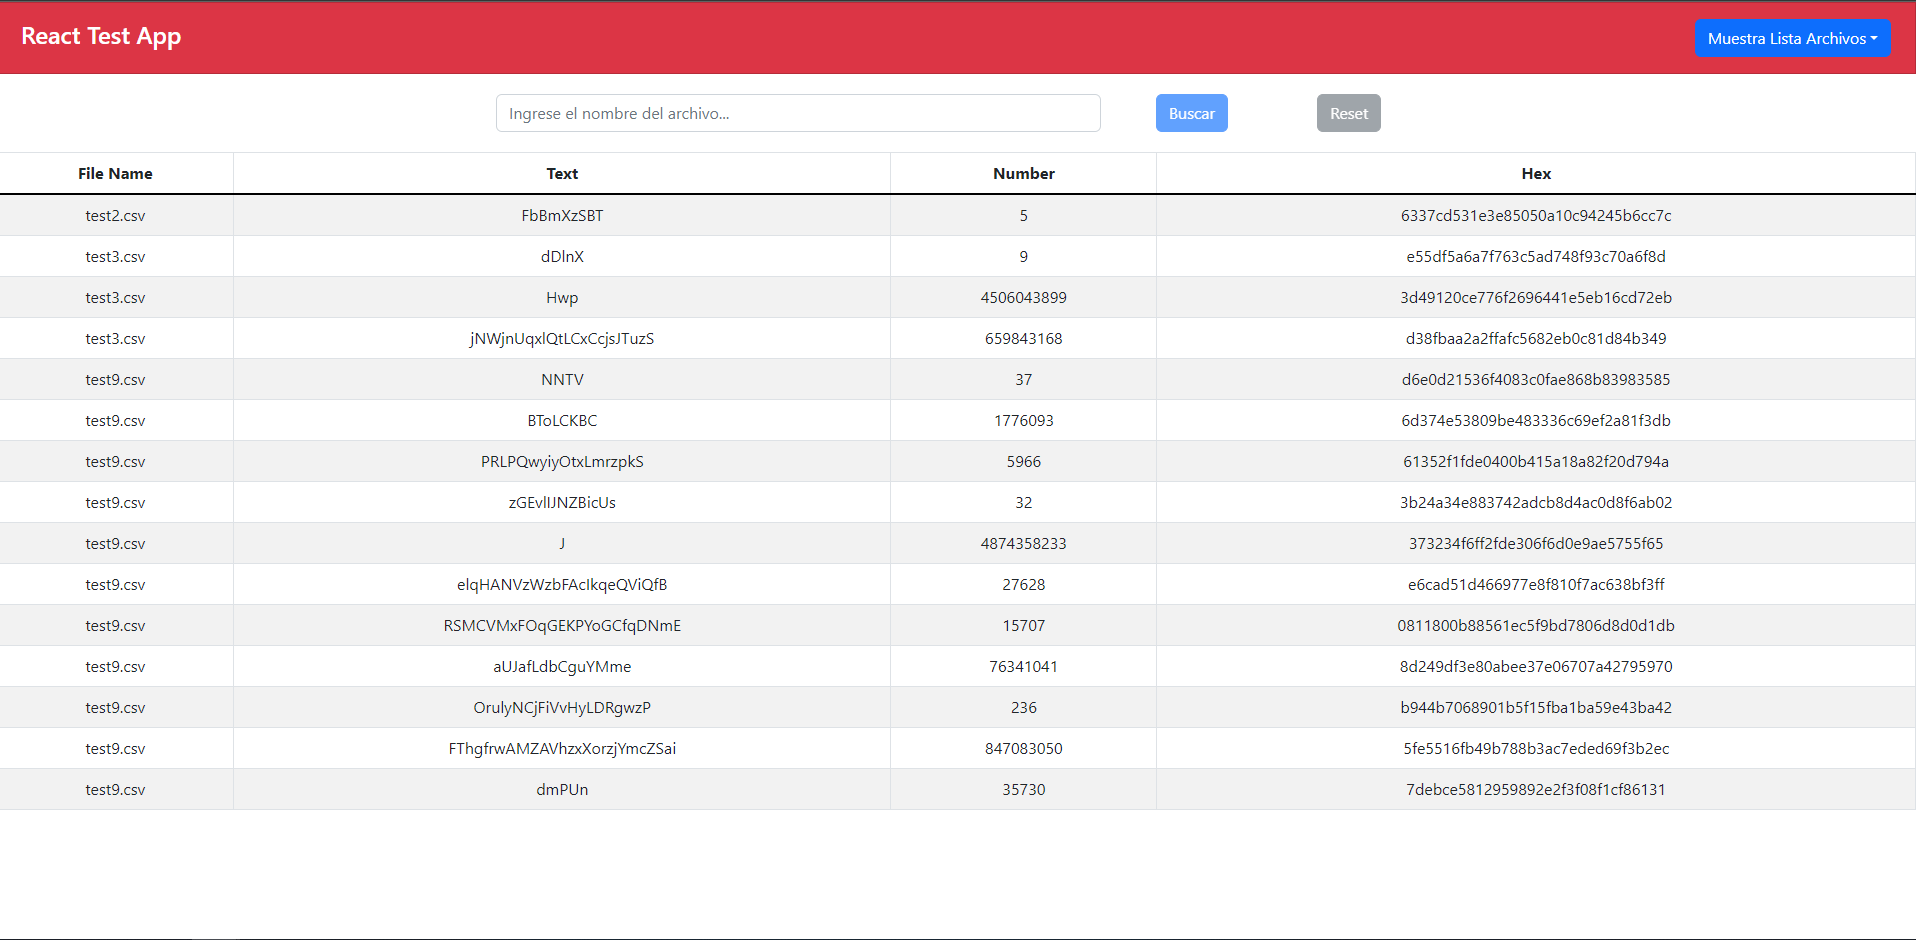 React Test App
Muestra Lista Archivos
Ingrese el nombre del archivo...
Buscar
Reset
File Name Text Number Hex
test2.csv FbBmXzSBT 5 6337cd531e3e85050a10c94245b6cc7c
test3.csv dDlnX 9 e55df5a6a7f763c5ad748f93c70a6f8d
test3.csv Hwp 4506043899 3d49120ce776f2696441e5eb16cd72eb
test3.csv jNWjnUqxlQtLCxCcjsJTuzS 659843168 d38fbaa2a2ffafc5682eb0c81d84b349
test9.csv NNTV 37 d6e0d21536f4083c0fae868b83983585
test9.csv BToLCKBC 1776093 6d374e53809be483336c69ef2a81f3db
test9.csv PRLPQwyiyOtxLmrzpkS 5966 61352f1fde0400b415a18a82f20d794a
test9.csv zGEvlIJNZBicUs 32 3b24a34e883742adcb8d4ac0d8f6ab02
test9.csv J 4874358233 373234f6ff2fde306f6d0e9ae5755f65
test9.csv elqHANVzWzbFAcIkqeQViQfB 27628 e6cad51d466977e8f810f7ac638bf3ff
test9.csv RSMCVMxFOqGEKPYoGCfqDNmE 15707 0811800b88561ec5f9bd7806d8d0d1db
test9.csv aUJafLdbCguYMme 76341041 8d249df3e80abee37e06707a42795970
test9.csv OrulyNCjFiVvHyLDRgwzP 236 b944b7068901b5f15fba1ba59e43ba42
test9.csv FThgfrwAMZAVhzxXorzjYmcZSai 847083050 5fe5516fb49b788b3ac7eded69f3b2ec
test9.csv dmPUn 35730 7debce5812959892e2f3f08f1cf86131